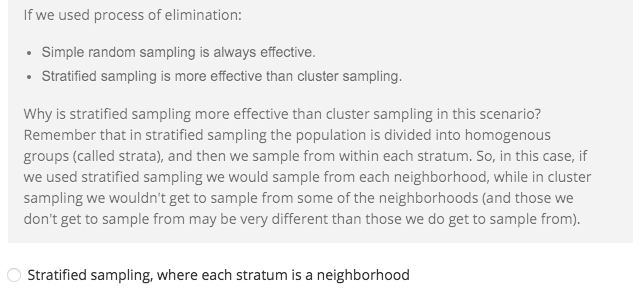 If we used process of elimination:
• Simple random sampling is always effective.
• Stratified sampling is more effective than cluster sampling.
Why is stratified sampling more effective than cluster sampling in this scenario?
Remember that in stratified sampling the population is divided into homogenous
groups (called strata), and then we sample from within each stratum. So, in this case, if
we used stratified sampling we would sample from each neighborhood, while in cluster
sampling we wouldn't get to sample from some of the neighborhoods (and those we
don't get to sample from may be very different than those we do get to sample from).
Stratified sampling, where each stratum is a neighborhood